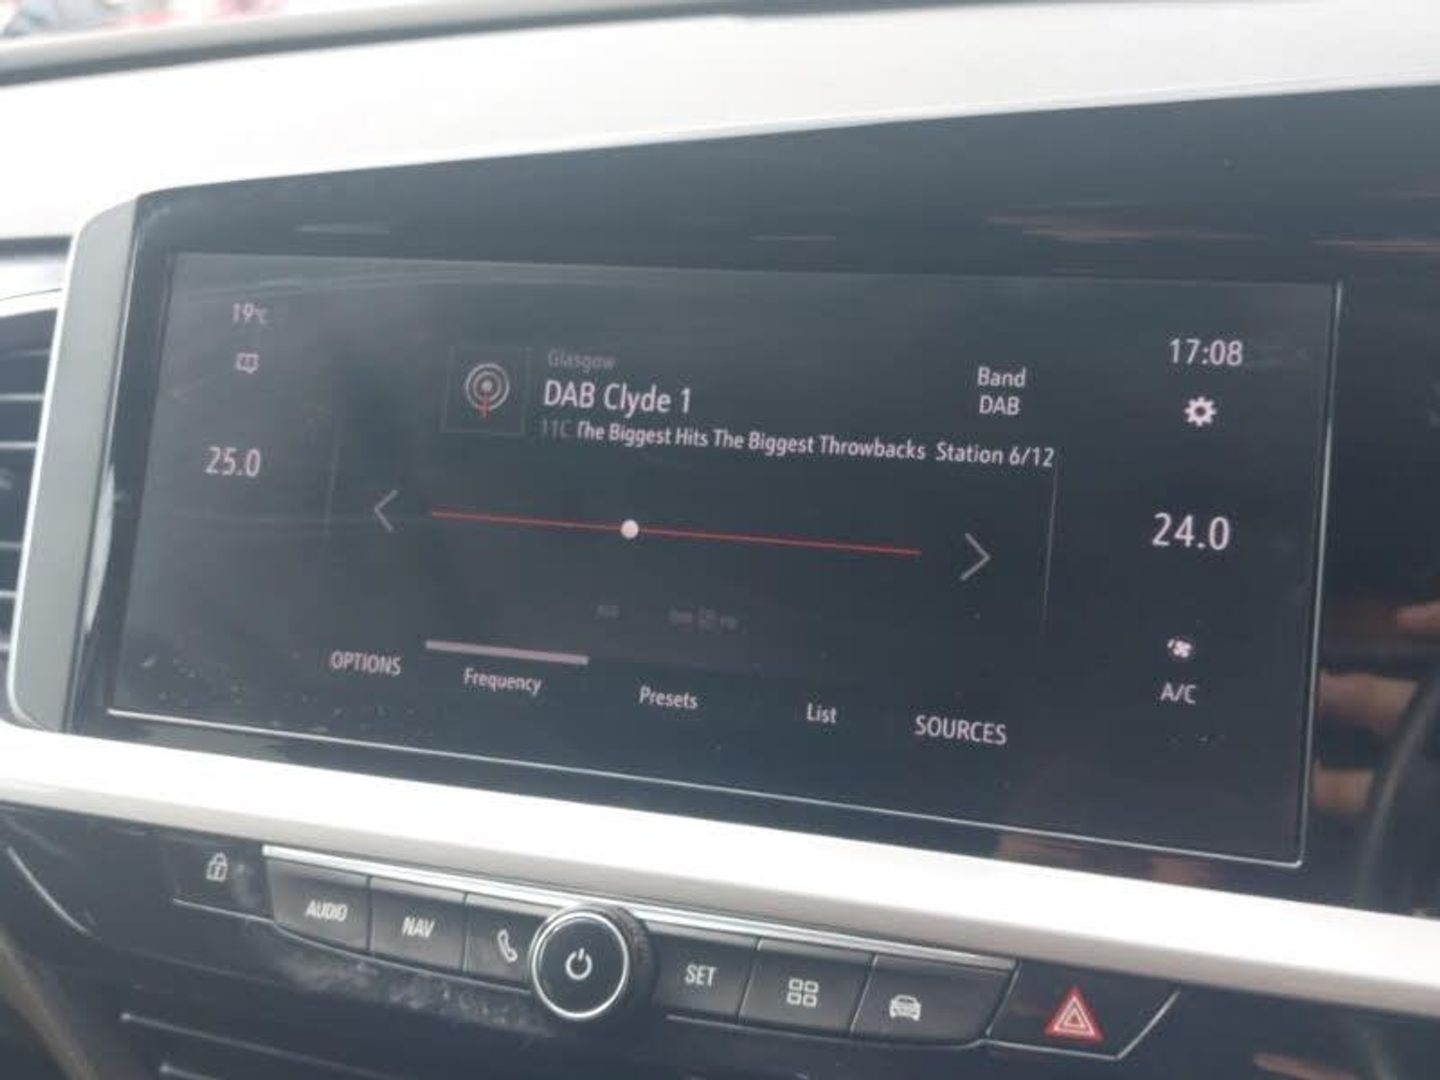 19°C
Glasgow
DAB Clyde 1
11C The Biggest Hits The Biggest Throwbacks Station 6/12
Band
DAB
17:08
25.0
24.0
OPTIONS
Frequency
Presets
List
SOURCES
A/C
AUDIO
NAV
SET